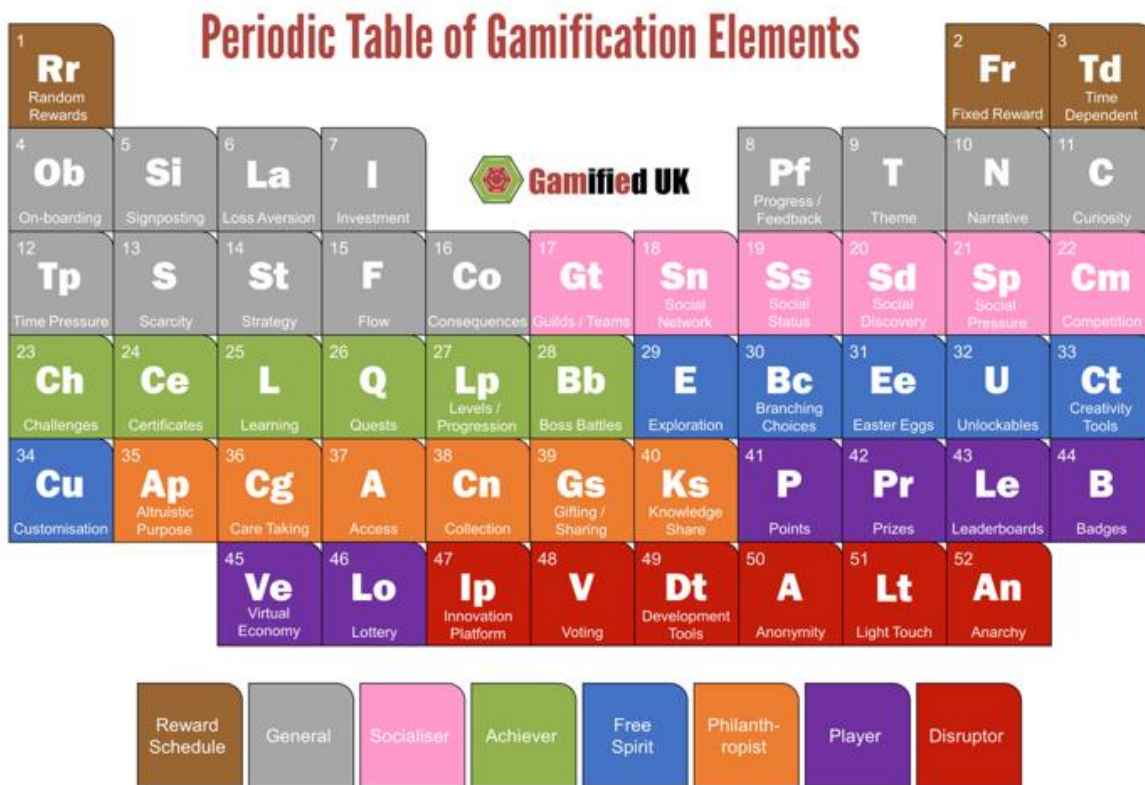 Periodic Table of Gamification Elements
1
Rr
Random
Rewards
2
Fr
Fixed Reward
3
Td
Time
Dependent
4
Ob
On-boarding
5
Si
Signposting
6
La
Loss Aversion
7
I
Investment
Gamified UK
8
Pf
Progress /
Feedback
9
T
Theme
10
N
Narrative
11
C
Curiosity
12
Tp
Time Pressure
13
S
Scarcity
14
St
Strategy
15
F
Flow
16
Co
Consequences
17
Gt
Guilds / Teams
18
Sn
Social
Network
19
Ss
Social
Status
20
Sd
Social
Discovery
21
Sp
Social
Pressure
22
Cm
Competition
23
Ch
Challenges
24
Ce
Certificates
25
L
Learning
26
Q
Quests
27
Lp
Levels /
Progression
28
Bb
Boss Battles
29
E
Exploration
30
Bc
Branching
Choices
31
Ee
Easter Eggs
32
U
Unlockables
33
Ct
Creativity
Tools
34
Cu
Customisation
35
Ap
Altruistic
Purpose
36
Cg
Care Taking
37
A
Access
38
Cn
Collection
39
Gs
Gifting /
Sharing
40
Ks
Knowledge
Share
41
P
Points
42
Pr
Prizes
43
Le
Leaderboards
44
B
Badges
45
Ve
Virtual
Economy
46
Lo
Lottery
47
Ip
Innovation
Platform
48
V
Voting
49
Dt
Development
Tools
50
A
Anonymity
51
Lt
Light Touch
52
An
Anarchy
Reward
Schedule
General
Socialiser
Achiever
Free
Spirit
Philanth-
ropist
Player
Disruptor